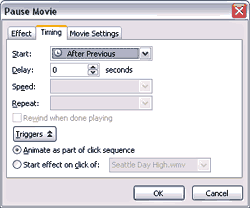 Pause Movie
Effect Timing Movie Settings
Start: After Previous
Delay: 0 seconds
Speed:
Repeat:
Rewind when done playing
Triggers
Animate as part of click sequence
Start effect on click of: Seattle Day High.wmv
OK Cancel